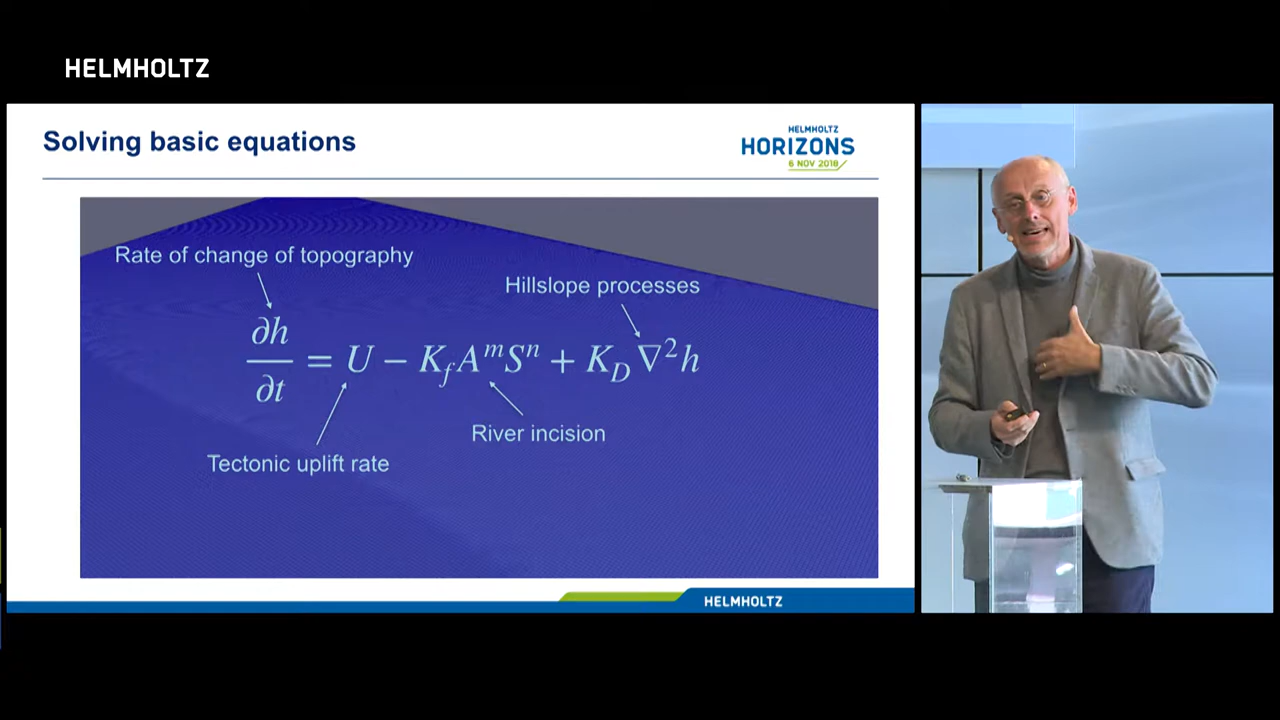 HELMHOLTZ
Solving basic equations
HELMHOLTZ
HORIZONS
6 NOV 2018
Rate of change of topography
Hillslope processes
∂h/∂t = U − K_f A^m S^n + K_D ∇²h
River incision
Tectonic uplift rate
HELMHOLTZ